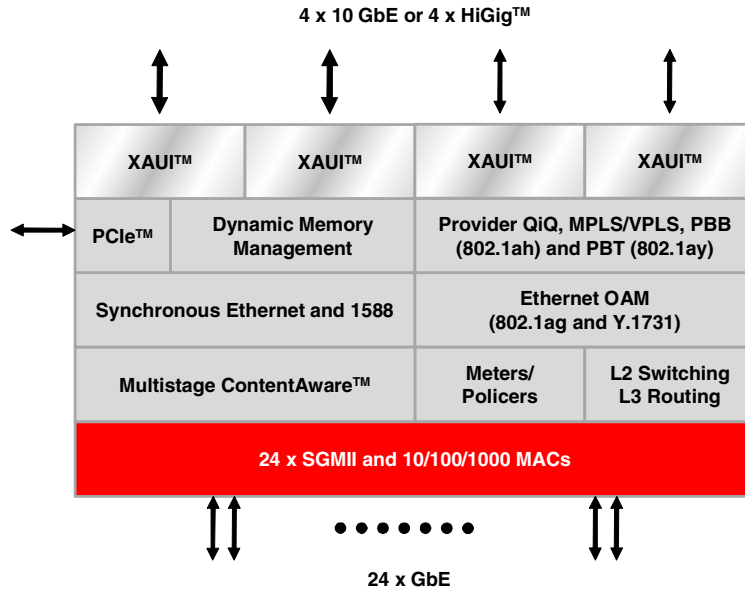 4 x 10 GbE or 4 x HiGig™
XAUI™ XAUI™ XAUI™ XAUI™
PCIe™
Dynamic Memory
Management
Provider QiQ, MPLS/VPLS, PBB
(802.1ah) and PBT (802.1ay)
Synchronous Ethernet and 1588
Ethernet OAM
(802.1ag and Y.1731)
Multistage ContentAware™
Meters/
Policers
L2 Switching
L3 Routing
24 x SGMII and 10/100/1000 MACs
24 x GbE